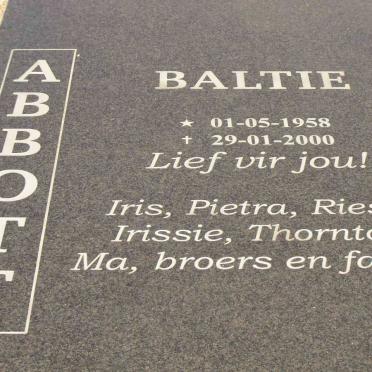 ABBOTT
BALTIE
★ 01-05-1958
✝ 29-01-2000
Lief vir jou!
Iris, Pietra,
Irissie,
Ma, broers en